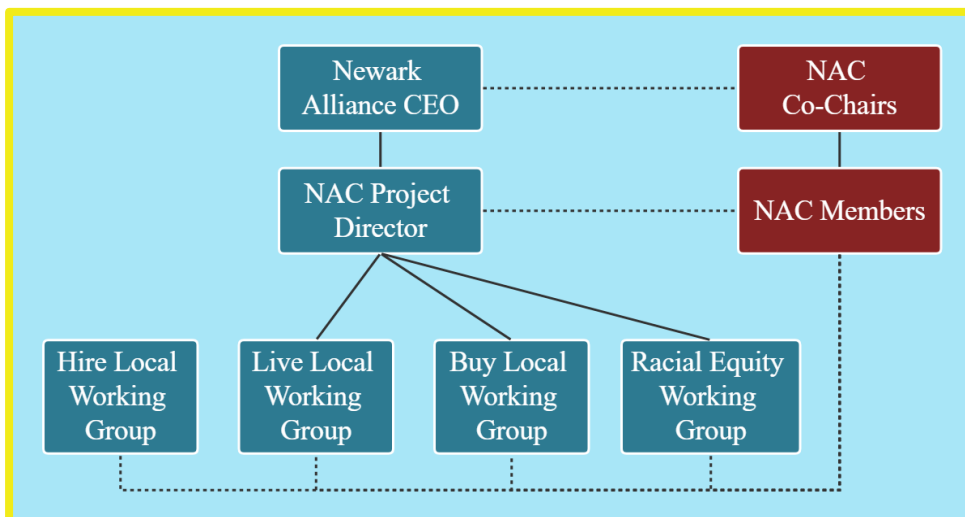 Newark
Alliance CEO
NAC
Co-Chairs
NAC Project
Director
NAC Members
Hire Local
Working
Group
Live Local
Working
Group
Buy Local
Working
Group
Racial Equity
Working
Group